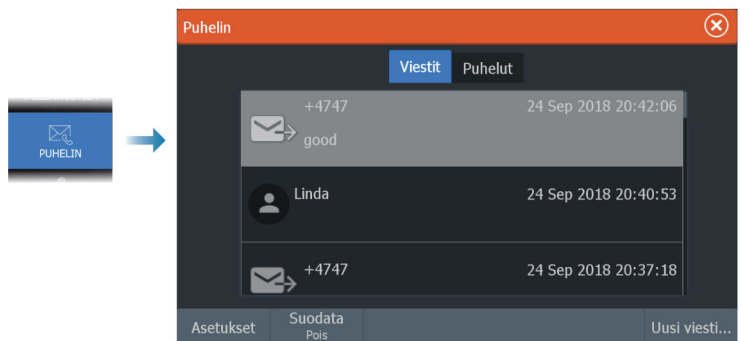 PUHELIN
Puhelin
Viestit Puhelut
+4747 24 Sep 2018 20:42:06
good
Linda 24 Sep 2018 20:40:53
+4747 24 Sep 2018 20:37:18
Asetukset Suodata Uusi viesti...
Pois